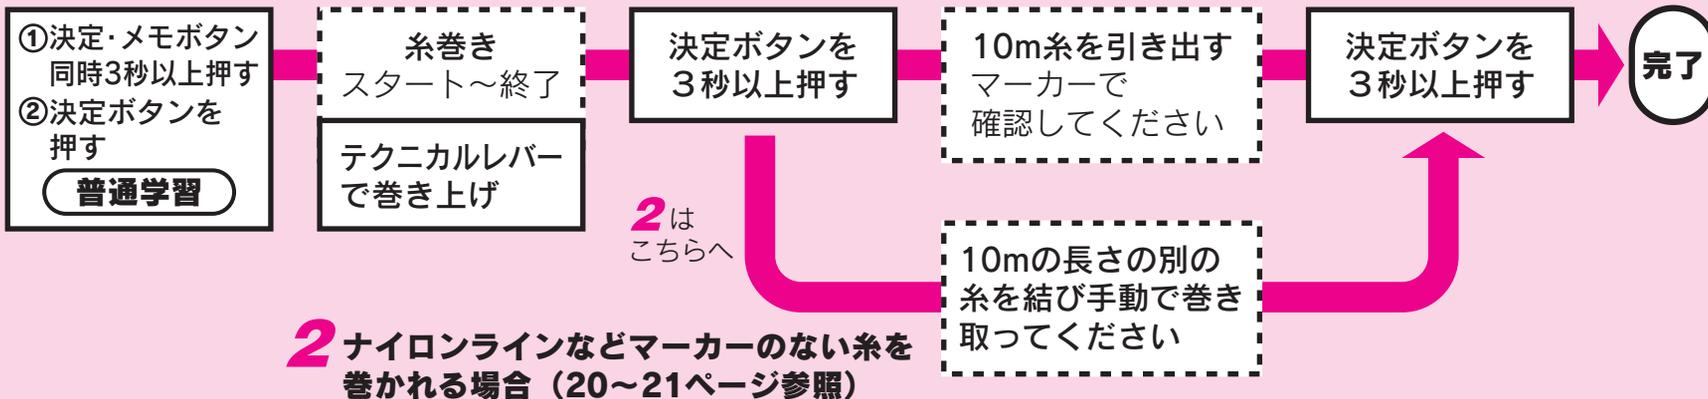 ①決定・メモボタン
同時3秒以上押す
②決定ボタンを
押す
普通学習
糸巻き
スタート～終了
テクニカルレバー
で巻き上げ
決定ボタンを
３秒以上押す
10m糸を引き出す
マーカーで
確認してください
決定ボタンを
３秒以上押す
完了
2は
こちらへ
10mの長さの別の
糸を結び手動で巻き
取ってください
2 ナイロンラインなどマーカーのない糸を
巻かれる場合（20～21ページ参照）